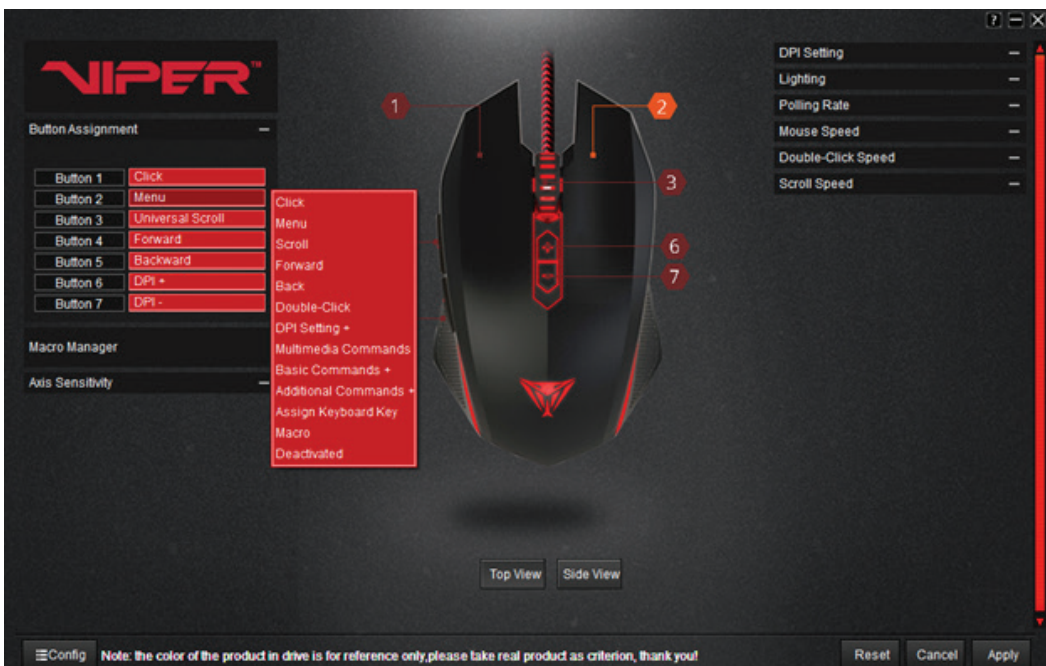 VIPER™
Button Assignment
Button 1 Click
Button 2 Menu
Button 3 Universal Scroll
Button 4 Forward
Button 5 Backward
Button 6 DPI +
Button 7 DPI -
Macro Manager
Axis Sensitivity
Click
Menu
Scroll
Forward
Back
Double-Click
DPI Setting +
Multimedia Commands
Basic Commands +
Additional Commands +
Assign Keyboard Key
Macro
Deactivated
1
2
3
6
7
Top View
Side View
?
DPI Setting
Lighting
Polling Rate
Mouse Speed
Double-Click Speed
Scroll Speed
Config
Note: the color of the product in drive is for reference only,please take real product as criterion, thank you!
Reset
Cancel
Apply